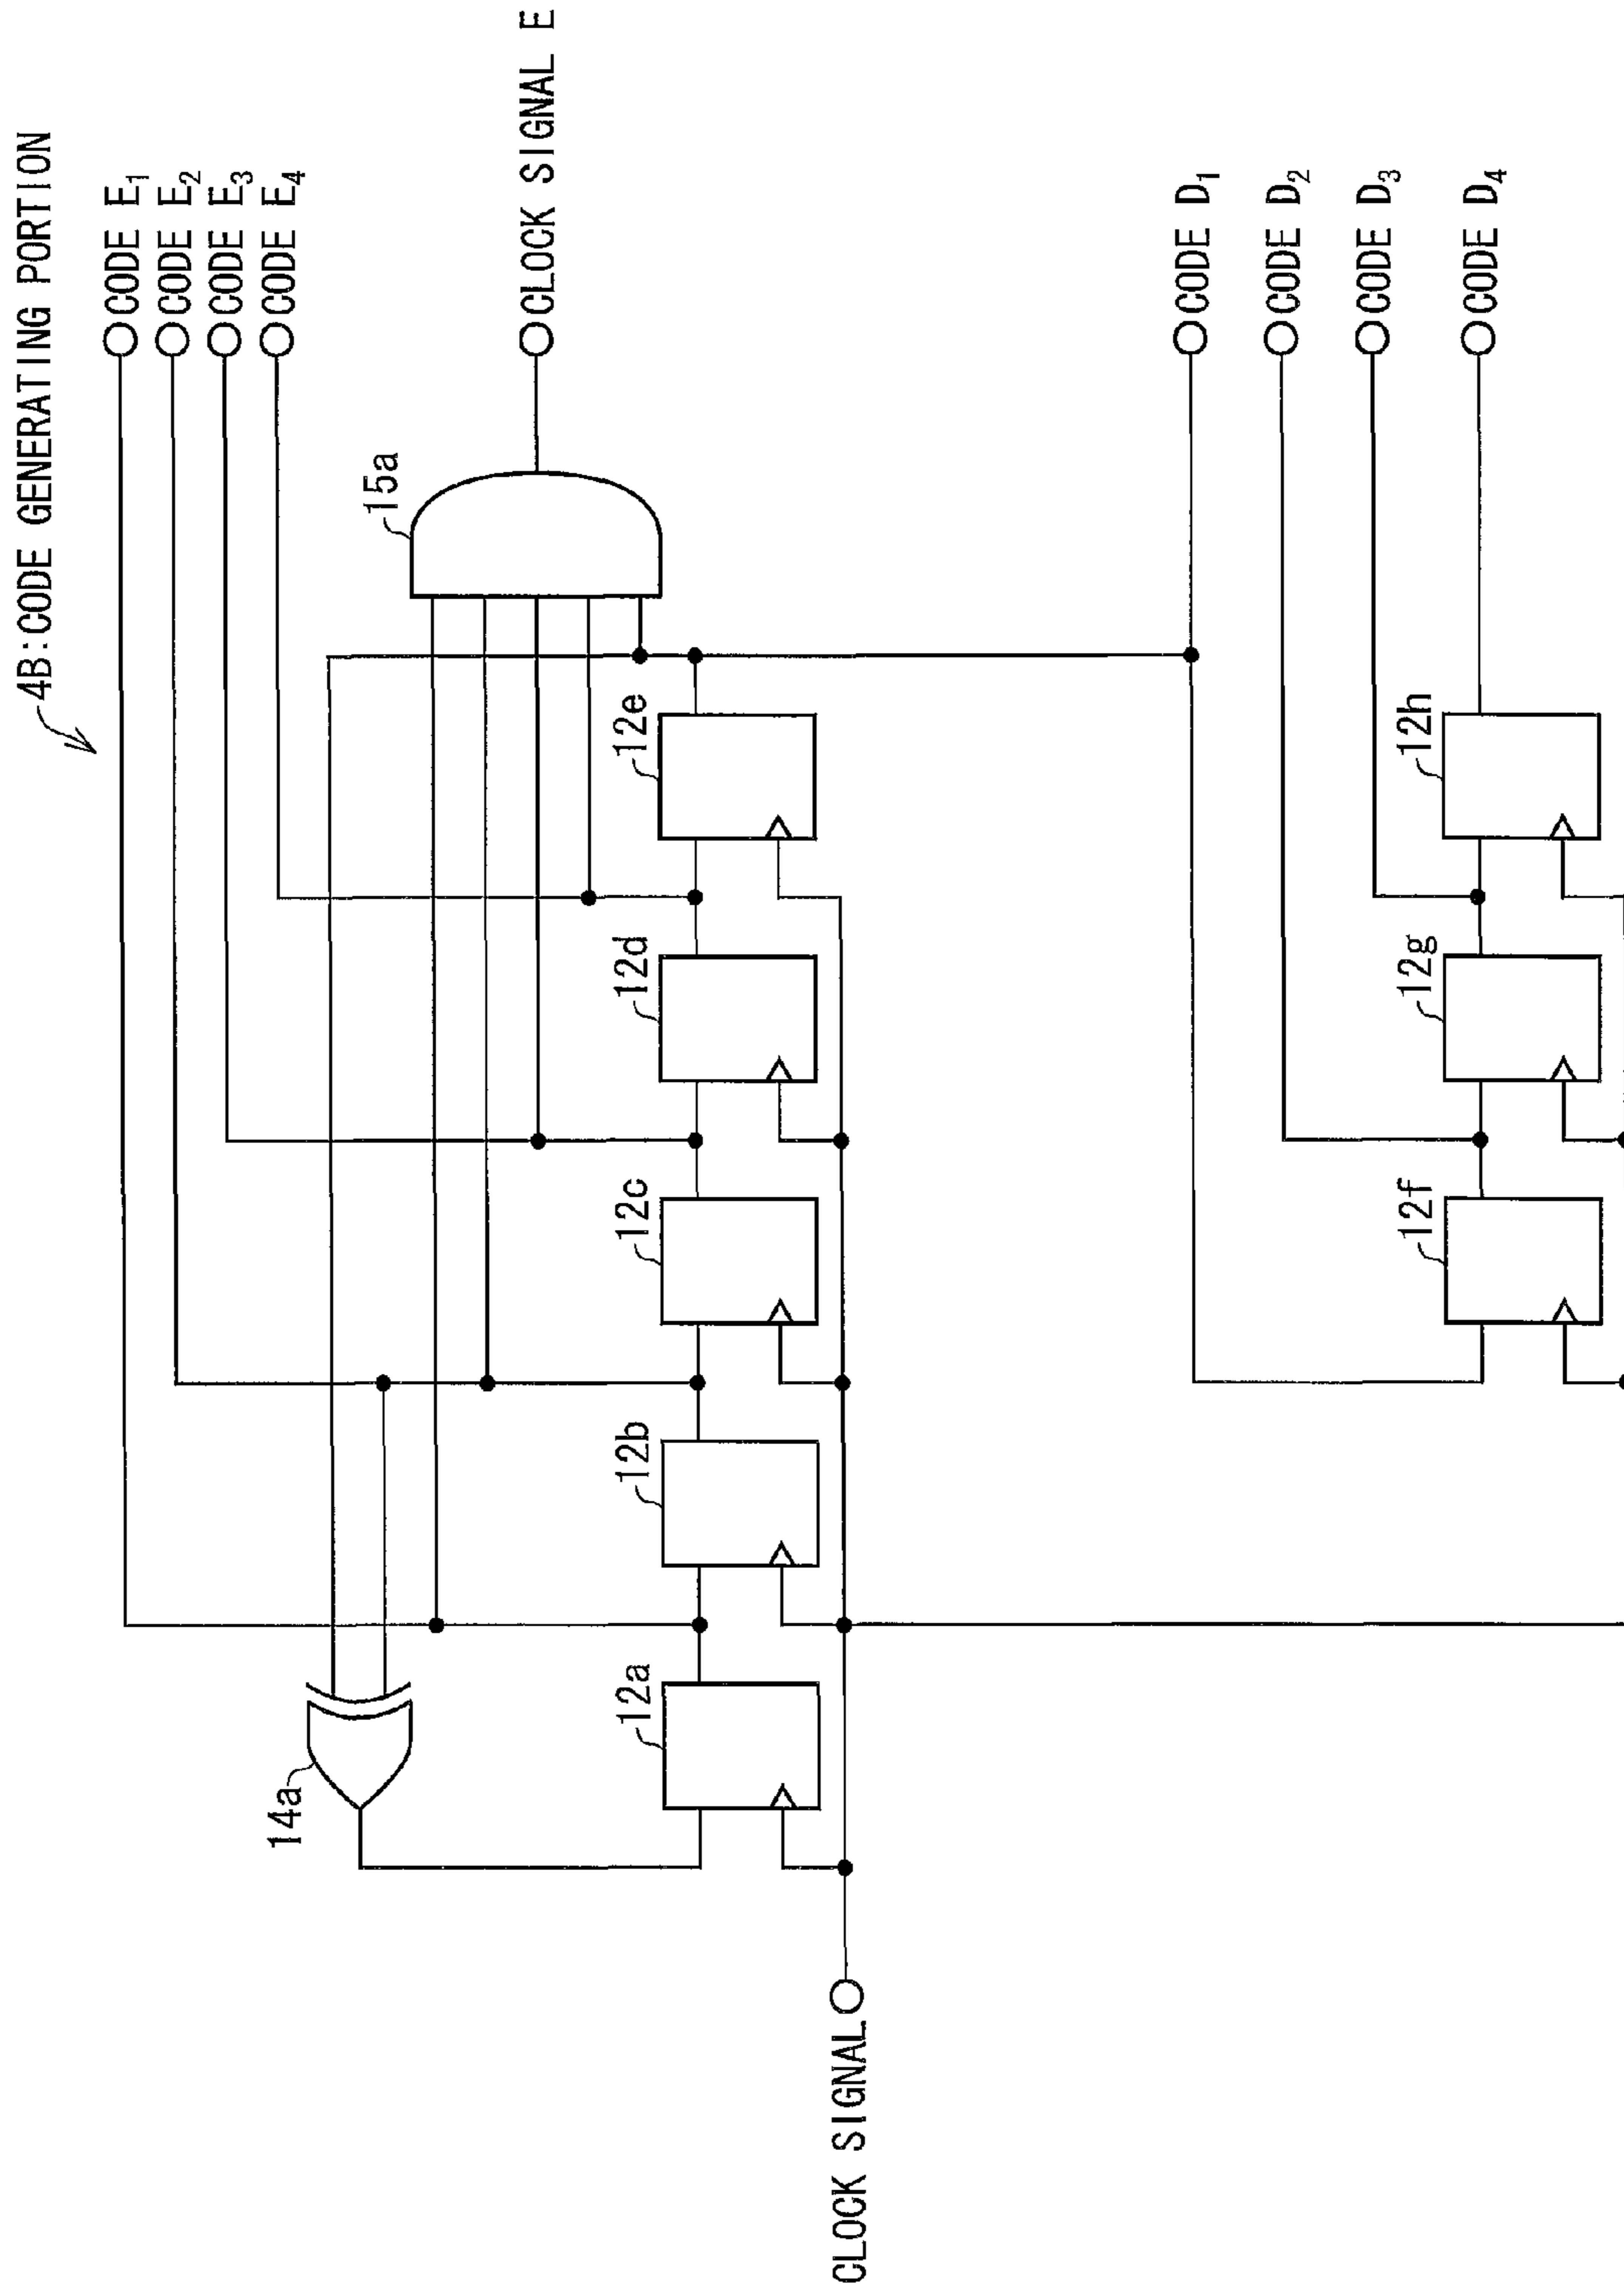 4B:CODE GENERATING PORTION
CODE E₁
CODE E₂
CODE E₃
CODE E₄
15a
CLOCK SIGNAL E
14a
12a
12b
12c
12d
12e
CLOCK SIGNAL
CODE D₁
CODE D₂
CODE D₃
CODE D₄
12f
12g
12h